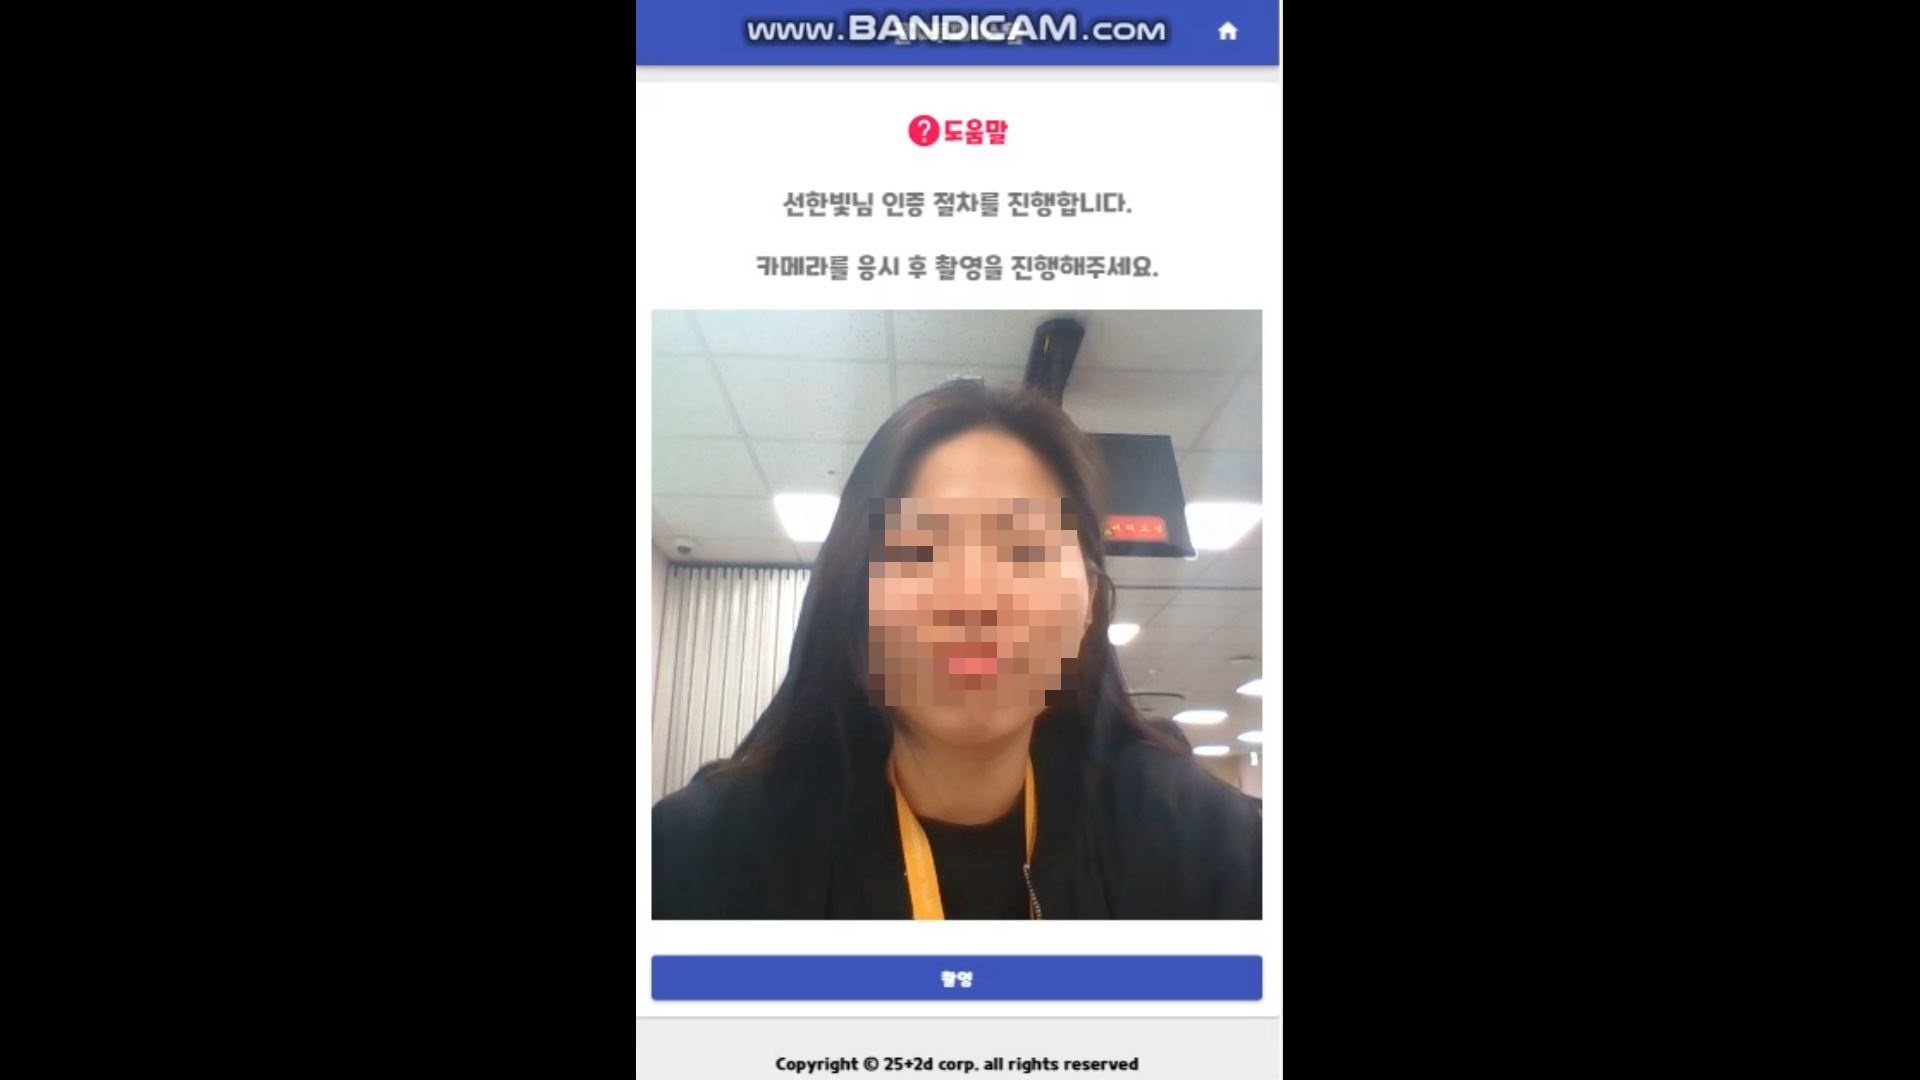 www.BANDICAM.com
도움말
선한빛님 인증 절차를 진행합니다.
카메라를 응시 후 촬영을 진행해주세요.
촬영
Copyright © 25+2d corp. all rights reserved